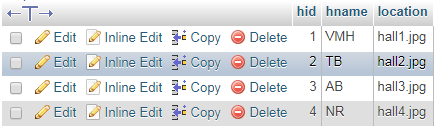 hid hname location
Edit Inline Edit Copy Delete 1 VMH hall1.jpg
Edit Inline Edit Copy Delete 2 TB hall2.jpg
Edit Inline Edit Copy Delete 3 AB hall3.jpg
Edit Inline Edit Copy Delete 4 NR hall4.jpg